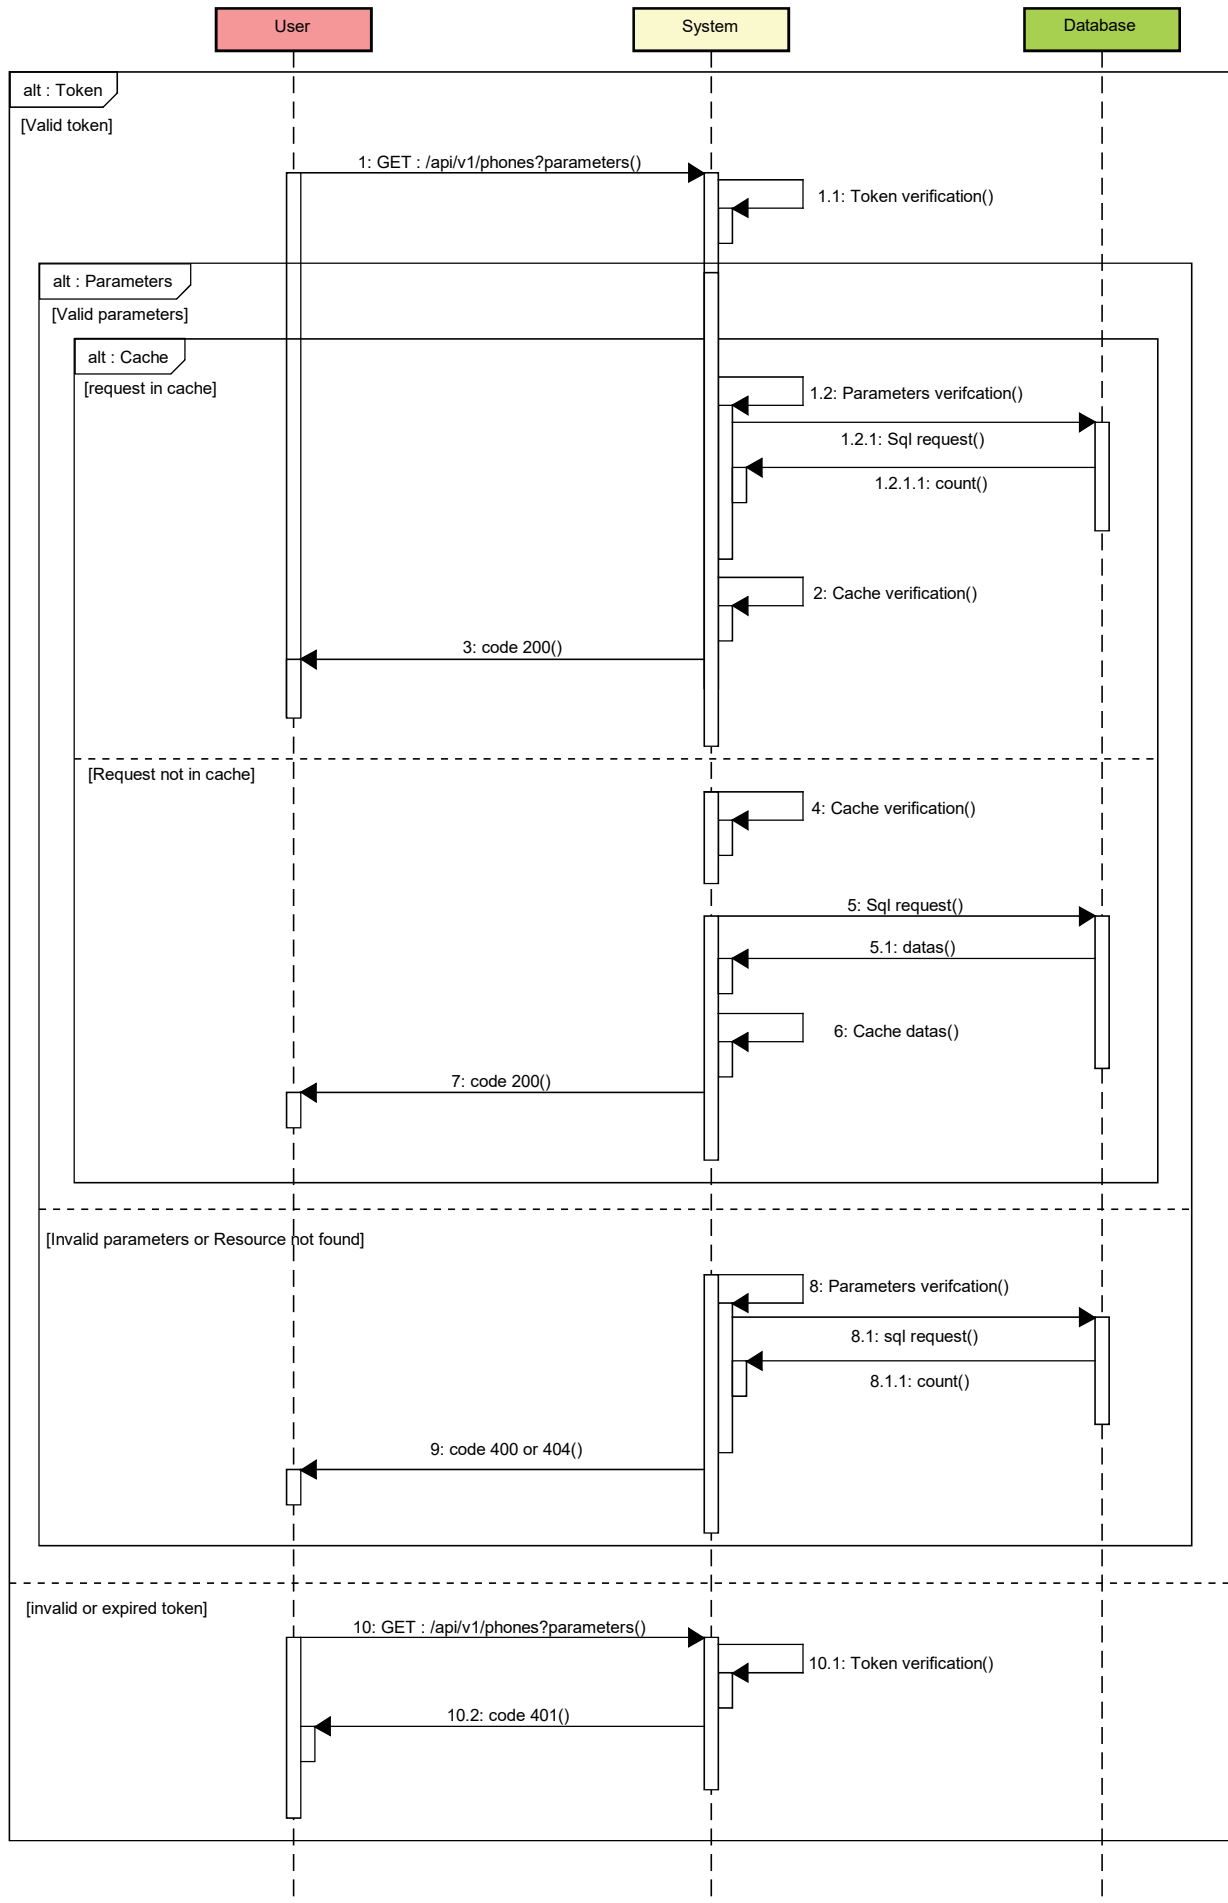 User
System
Database
alt : Token
[Valid token]
1: GET : /api/v1/phones?parameters()
1.1: Token verification()
alt : Parameters
[Valid parameters]
alt : Cache
[request in cache]
1.2: Parameters verifcation()
1.2.1: Sql request()
1.2.1.1: count()
2: Cache verification()
3: code 200()
[Request not in cache]
4: Cache verification()
5: Sql request()
5.1: datas()
6: Cache datas()
7: code 200()
[Invalid parameters or Resource not found]
8: Parameters verifcation()
8.1: sql request()
8.1.1: count()
9: code 400 or 404()
[invalid or expired token]
10: GET : /api/v1/phones?parameters()
10.1: Token verification()
10.2: code 401()